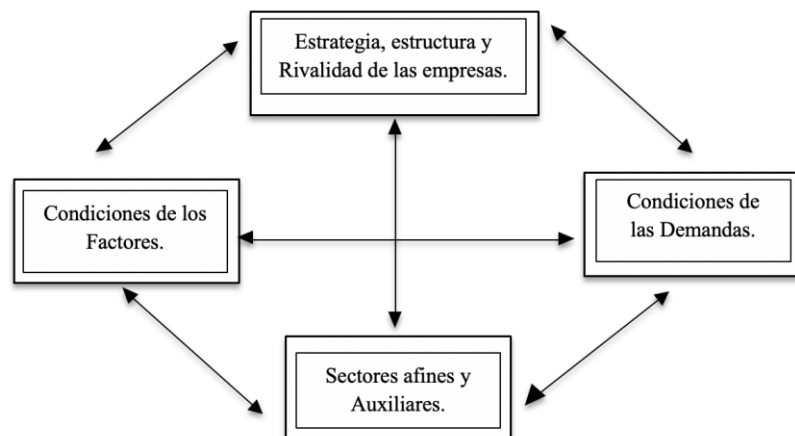 Estrategia, estructura y
Rivalidad de las empresas.
Condiciones de los
Factores.
Condiciones de
las Demandas.
Sectores afines y
Auxiliares.